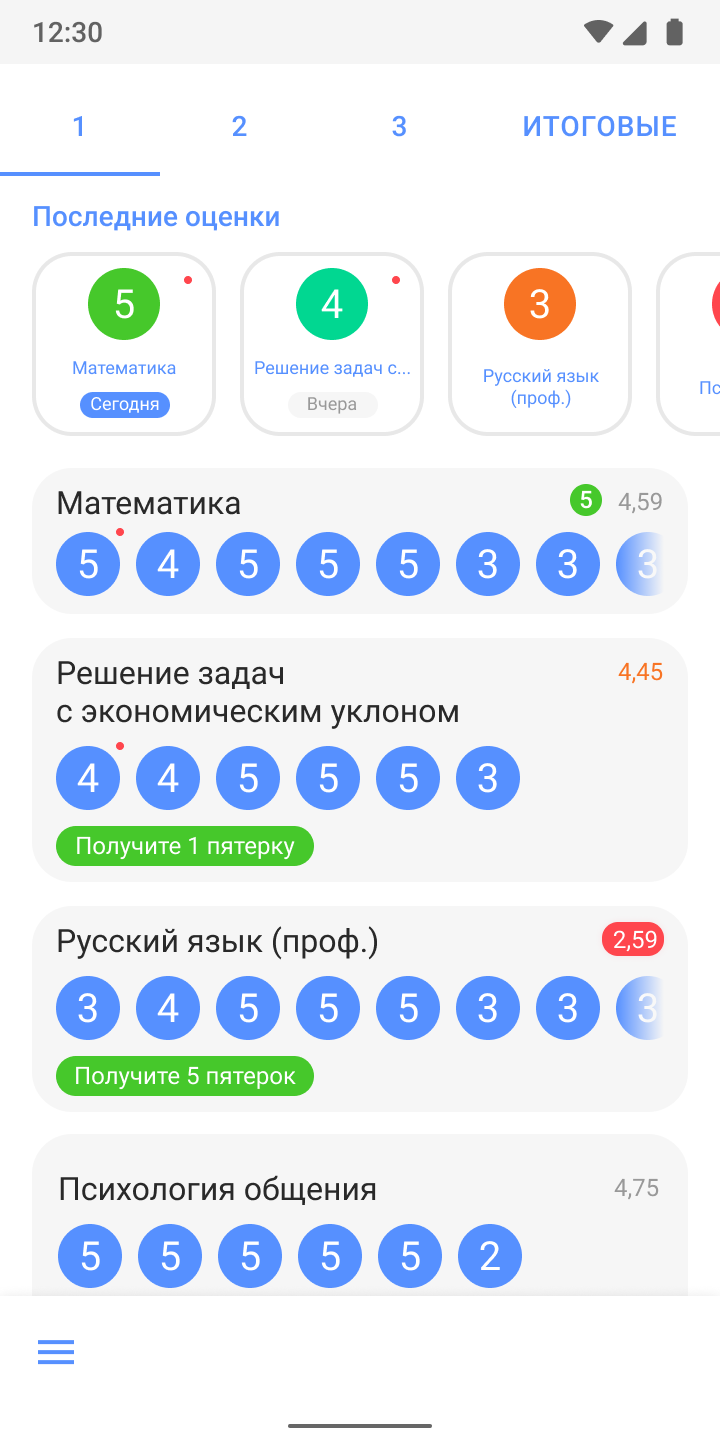 12:30
1 2 3 ИТОГОВЫЕ
Последние оценки
5 4 3
Математика
Сегодня
Решение задач с...
Вчера
Русский язык
(проф.)
Пс
Математика 5 4,59
5 4 5 5 5 3 3 3
Решение задач 4,45
с экономическим уклоном
4 4 5 5 5 3
Получите 1 пятерку
Русский язык (проф.) 2,59
3 4 5 5 5 3 3 3
Получите 5 пятерок
Психология общения 4,75
5 5 5 5 5 2